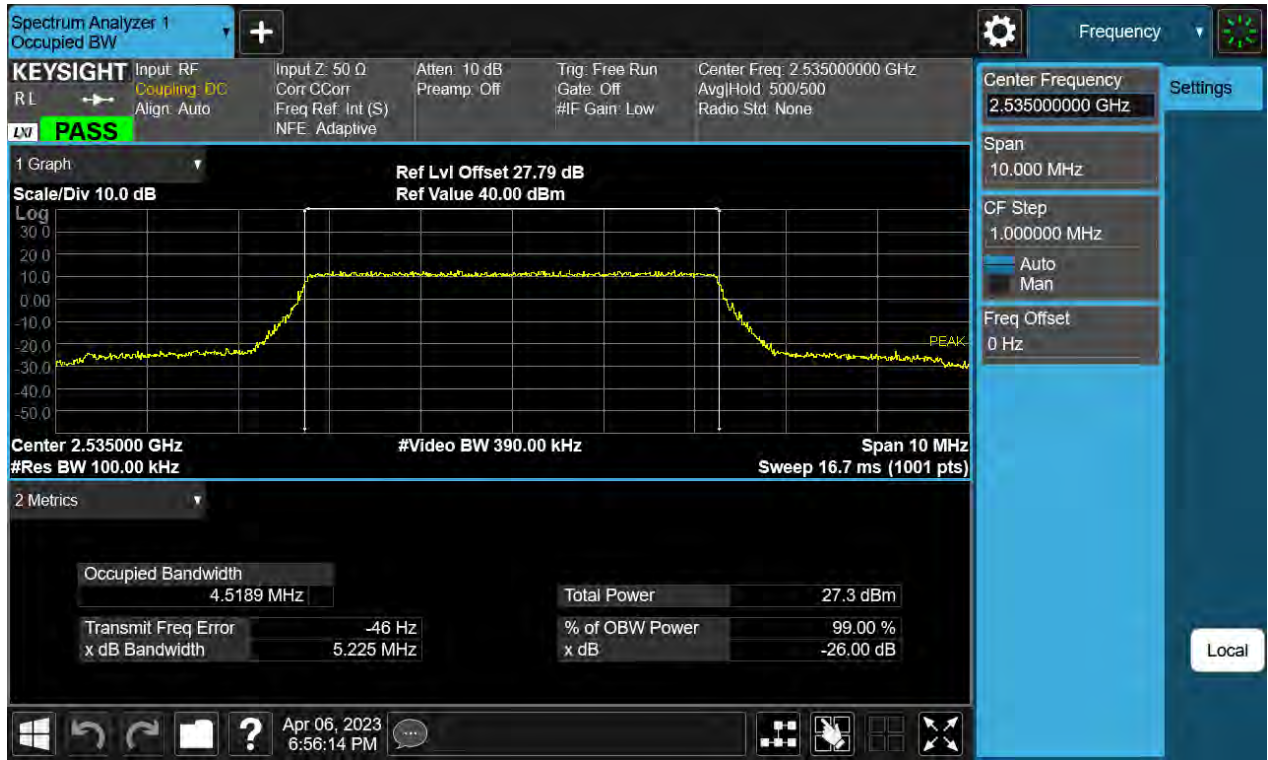 Spectrum Analyzer 1
Occupied BW
+
Frequency
KEYSIGHT
RL
LXI
PASS
Input: RF
Coupling: DC
Align: Auto
Input Z: 50 Ω
Corr CCorr
Freq Ref: Int (S)
NFE: Adaptive
Atten: 10 dB
Preamp: Off
Trig: Free Run
Gate: Off
#IF Gain: Low
Center Freq: 2.535000000 GHz
Avg|Hold: 500/500
Radio Std: None
1 Graph
Scale/Div 10.0 dB
Ref Lvl Offset 27.79 dB
Ref Value 40.00 dBm
Log
30.0
20.0
10.0
0.00
-10.0
-20.0
-30.0
-40.0
-50.0
PEAK
Center 2.535000 GHz
#Video BW 390.00 kHz
Span 10 MHz
#Res BW 100.00 kHz
Sweep 16.7 ms (1001 pts)
2 Metrics
Occupied Bandwidth
4.5189 MHz
Transmit Freq Error -46 Hz
x dB Bandwidth 5.225 MHz
Total Power 27.3 dBm
% of OBW Power 99.00 %
x dB -26.00 dB
Center Frequency
2.535000000 GHz
Span
10.000 MHz
CF Step
1.000000 MHz
Auto
Man
Freq Offset
0 Hz
Settings
Local
?
Apr 06, 2023
6:56:14 PM